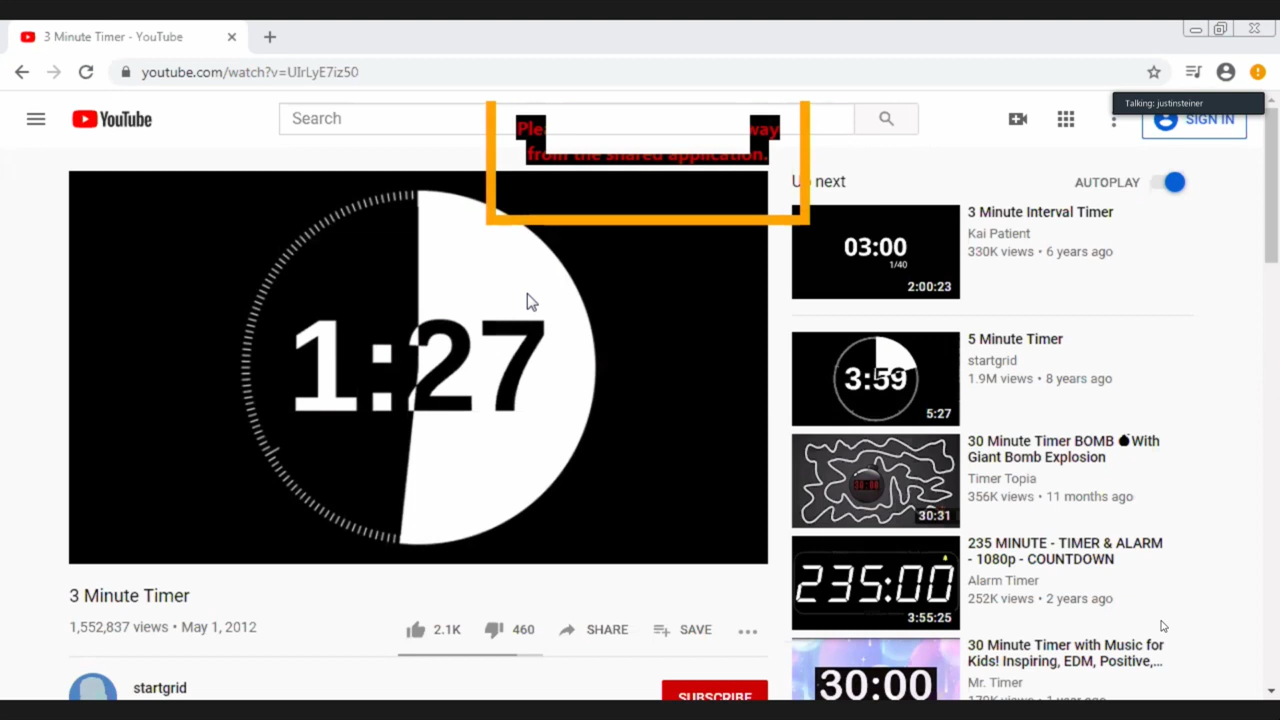 3 Minute Timer - YouTube
youtube.com/watch?v=UIrLyE7iz50
Talking: justinsteiner
YouTube
Search
SIGN IN
way
from the shared application.
1:27
3 Minute Timer
1,552,837 views • May 1, 2012
2.1K
460
SHARE
SAVE
startgrid
SUBSCRIBE
next
AUTOPLAY
03:00
1/40
2:00:23
3 Minute Interval Timer
Kai Patient
330K views • 6 years ago
3:59
5:27
5 Minute Timer
startgrid
1.9M views • 8 years ago
30:31
30 Minute Timer BOMB 💣With
Giant Bomb Explosion
Timer Topia
356K views • 11 months ago
235:00
3:55:25
235 MINUTE - TIMER & ALARM
- 1080p - COUNTDOWN
Alarm Timer
252K views • 2 years ago
30:00
30 Minute Timer with Music for
Kids! Inspiring, EDM, Positive,...
Mr. Timer